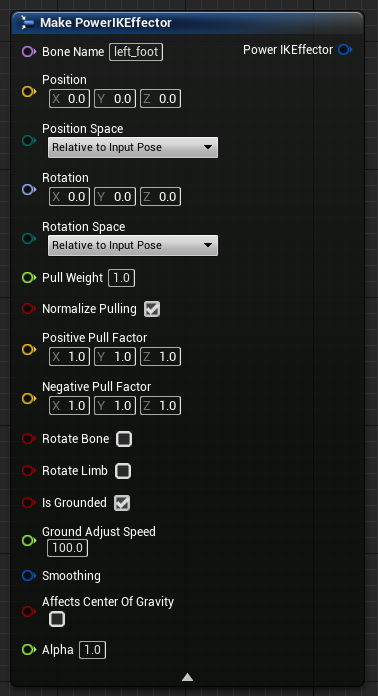 Make PowerIKEffector
Bone Name left_foot Power IKEffector
Position
X 0.0 Y 0.0 Z 0.0
Position Space
Relative to Input Pose
Rotation
X 0.0 Y 0.0 Z 0.0
Rotation Space
Relative to Input Pose
Pull Weight 1.0
Normalize Pulling
Positive Pull Factor
X 1.0 Y 1.0 Z 1.0
Negative Pull Factor
X 1.0 Y 1.0 Z 1.0
Rotate Bone
Rotate Limb
Is Grounded
Ground Adjust Speed
100.0
Smoothing
Affects Center Of Gravity
Alpha 1.0